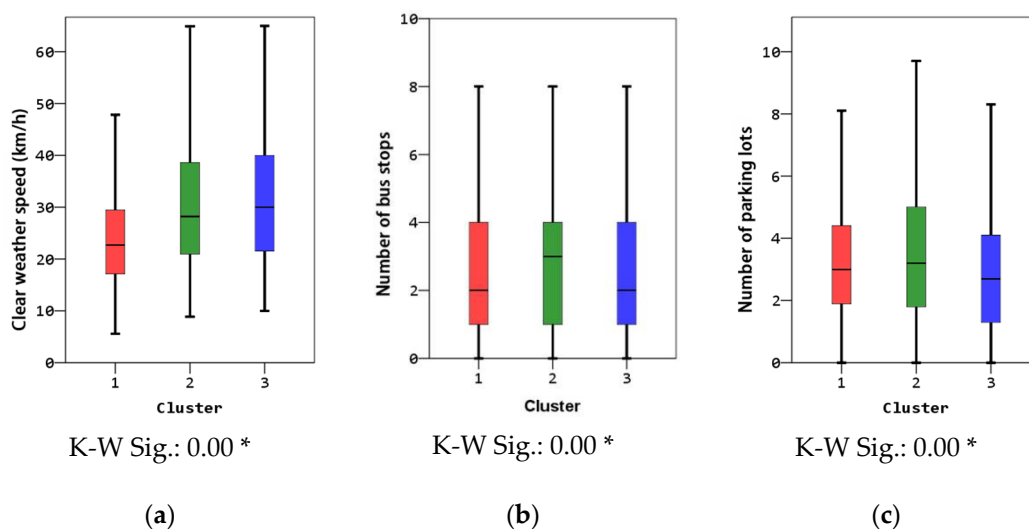 Clear weather speed (km/h)
60
50
40
30
20
10
0
1 2 3
Cluster
K-W Sig.: 0.00 *
(a)
Number of bus stops
10
8
6
4
2
0
1 2 3
Cluster
K-W Sig.: 0.00 *
(b)
Number of parking lots
10
8
6
4
2
0
1 2 3
Cluster
K-W Sig.: 0.00 *
(c)